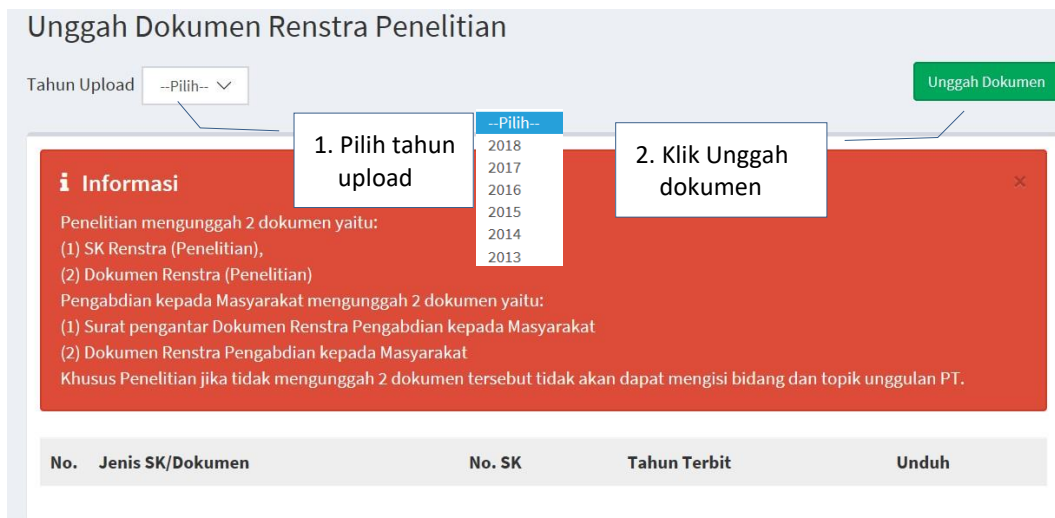 Unggah Dokumen Renstra Penelitian
Tahun Upload --Pilih--
Unggah Dokumen
1. Pilih tahun
upload
--Pilih--
2018
2017
2016
2015
2014
2013
2. Klik Unggah
dokumen
i Informasi
×
Penelitian mengunggah 2 dokumen yaitu:
(1) SK Renstra (Penelitian),
(2) Dokumen Renstra (Penelitian)
Pengabdian kepada Masyarakat mengunggah 2 dokumen yaitu:
(1) Surat pengantar Dokumen Renstra Pengabdian kepada Masyarakat
(2) Dokumen Renstra Pengabdian kepada Masyarakat
Khusus Penelitian jika tidak mengunggah 2 dokumen tersebut tidak akan dapat mengisi bidang dan topik unggulan PT.
No. Jenis SK/Dokumen No. SK Tahun Terbit Unduh